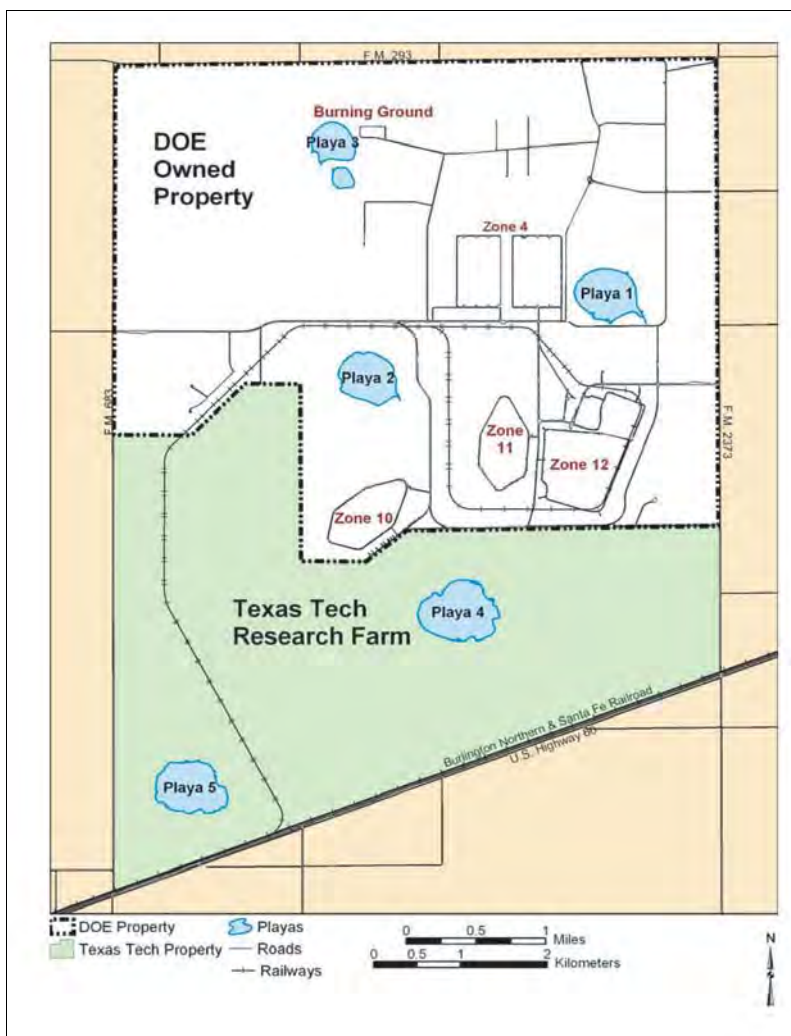 F.M. 293
Burning Ground
Playa 3
DOE
Owned
Property
Zone 4
Playa 1
Playa 2
F.M. 683
F.M. 2373
Zone
11
Zone 12
Zone 10
Playa 4
Texas Tech
Research Farm
Burlington Northern & Santa Fe Railroad
U.S. Highway 60
Playa 5
DOE Property
Playas
0 0.5 1
Miles
N
Texas Tech Property
Roads
0 0.5 1 2
Kilometers
Railways